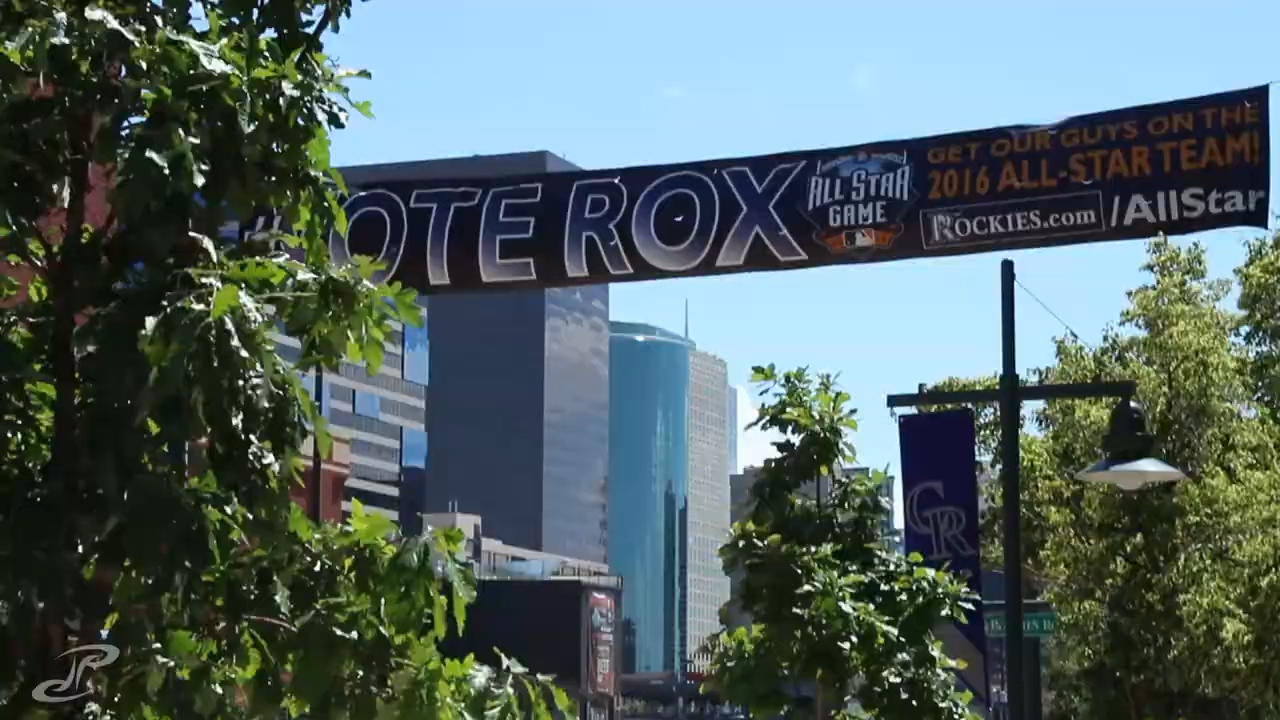 OTE ROX
ALL STAR
GAME
GET OUR GUYS ON THE
2016 ALL-STAR TEAM!
ROCKIES.com /AllStar
CR